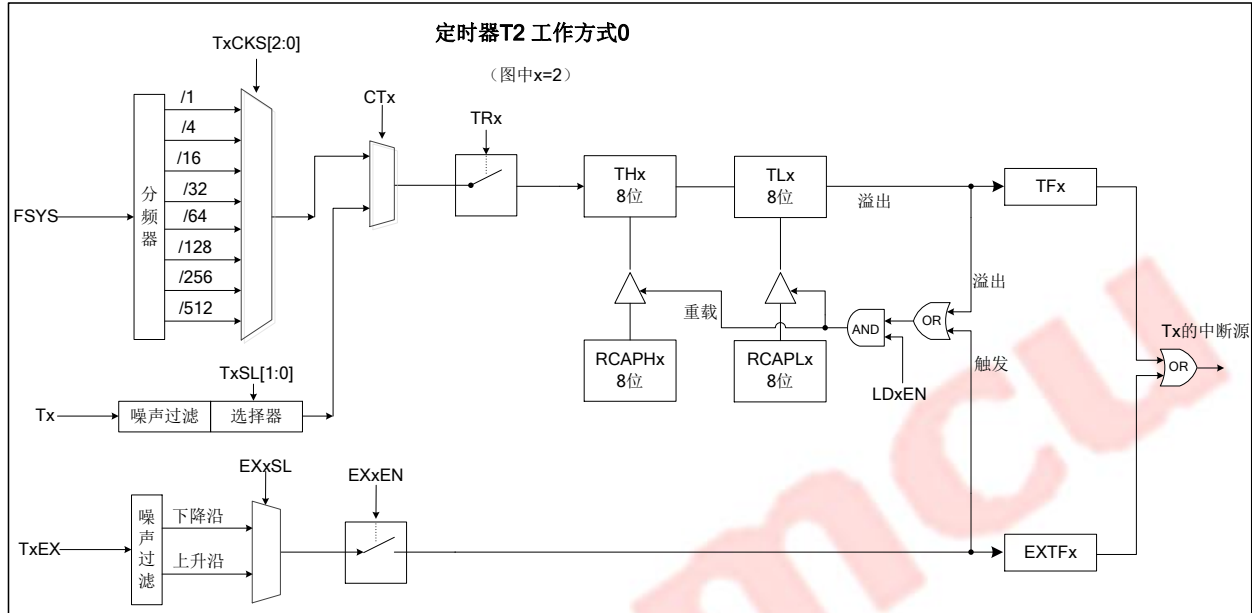 定时器T2 工作方式0
（图中x=2）
TxCKS[2:0]
CTx
TRx
/1
/4
/16
/32
/64
/128
/256
/512
FSYS
分频器
THx
8位
TLx
8位
溢出
TFx
溢出
重载
AND
OR
RCAPHx
8位
RCAPLx
8位
LDxEN
触发
Tx的中断源
OR
TxSL[1:0]
Tx
噪声过滤
选择器
EXxSL
EXxEN
TxEX
噪声过滤
下降沿
上升沿
EXTFx
mcu